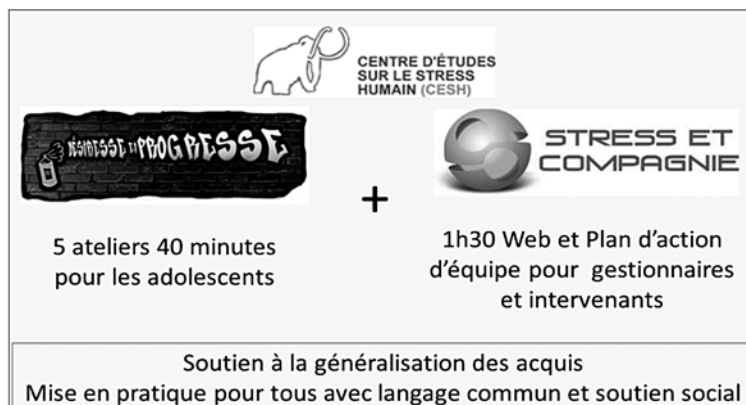 CENTRE D'ÉTUDES
SUR LE STRESS
HUMAIN (CESH)
DÉSTRESSE et PROGRESSE
+
STRESS ET
COMPAGNIE
5 ateliers 40 minutes
pour les adolescents
1h30 Web et Plan d’action
d’équipe pour gestionnaires
et intervenants
Soutien à la généralisation des acquis
Mise en pratique pour tous avec langage commun et soutien social